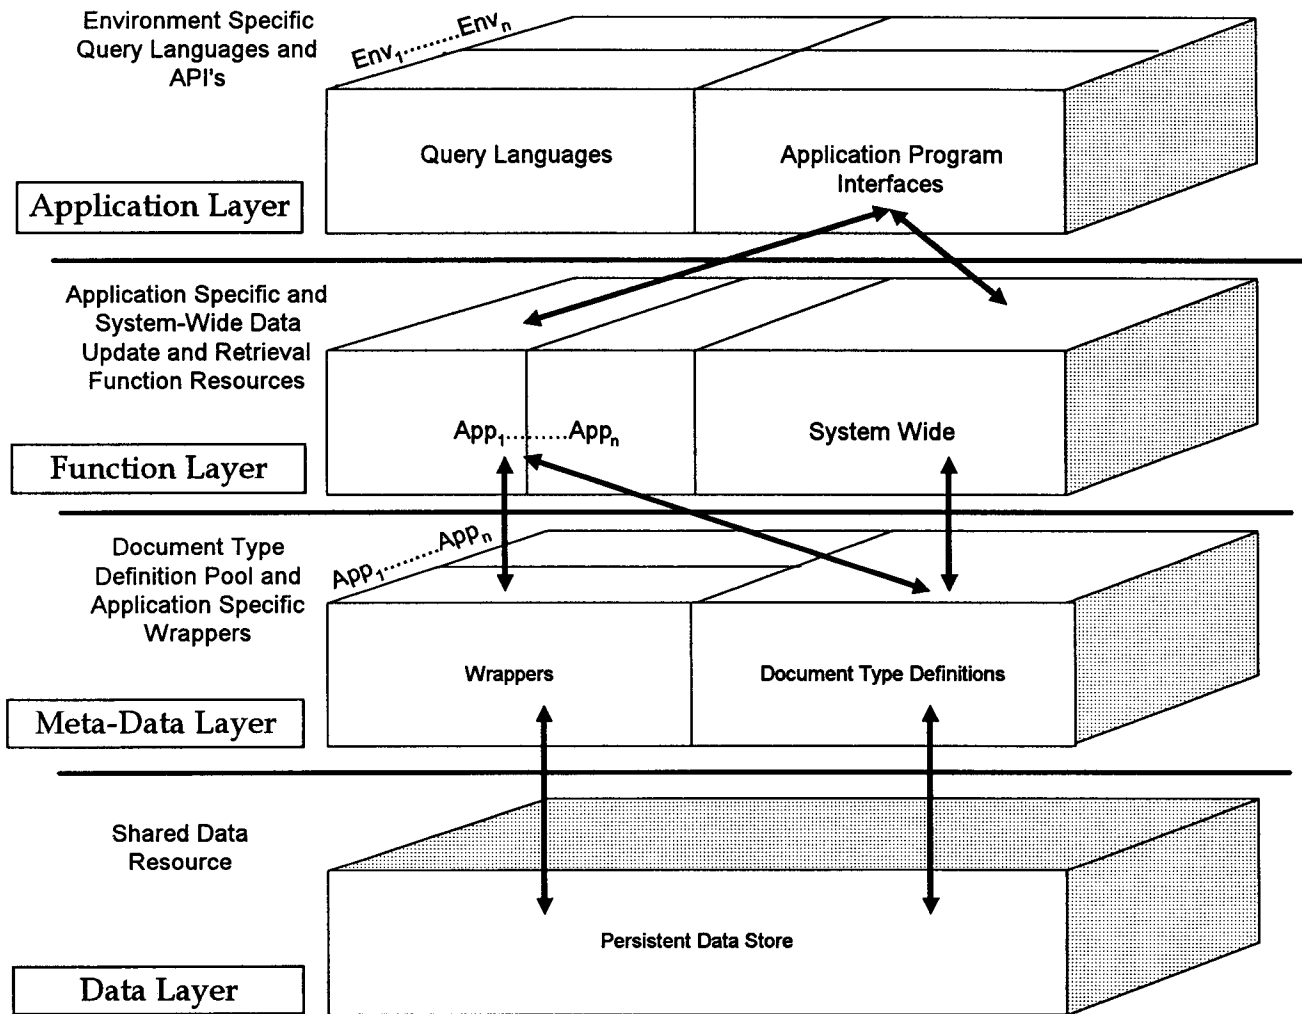 Environment Specific
Query Languages and
API's
Env1.........Envn
Query Languages
Application Program
Interfaces
Application Layer
Application Specific and
System-Wide Data
Update and Retrieval
Function Resources
App1.........Appn
System Wide
Function Layer
Document Type
Definition Pool and
Application Specific
Wrappers
App1.........Appn
Wrappers
Document Type Definitions
Meta-Data Layer
Shared Data
Resource
Persistent Data Store
Data Layer